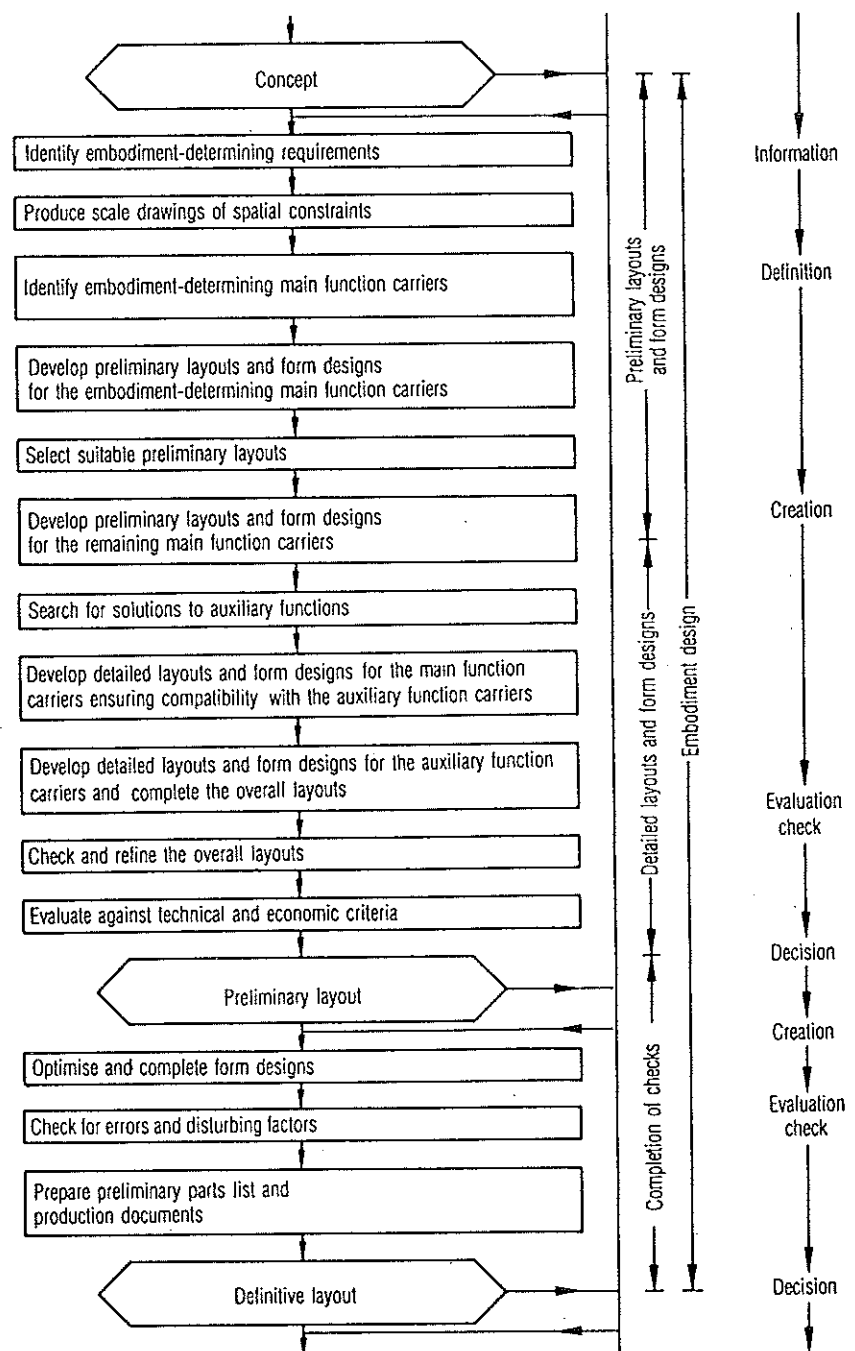 Concept
Identify embodiment-determining requirements
Produce scale drawings of spatial constraints
Identify embodiment-determining main function carriers
Develop preliminary layouts and form designs
for the embodiment-determining main function carriers
Select suitable preliminary layouts
Develop preliminary layouts and form designs
for the remaining main function carriers
Search for solutions to auxiliary functions
Develop detailed layouts and form designs for the main function
carriers ensuring compatibility with the auxiliary function carriers
Develop detailed layouts and form designs for the auxiliary function
carriers and complete the overall layouts
Check and refine the overall layouts
Evaluate against technical and economic criteria
Preliminary layout
Optimise and complete form designs
Check for errors and disturbing factors
Prepare preliminary parts list and
production documents
Definitive layout
Preliminary layouts
and form designs
Detailed layouts and form designs
Completion of checks
Embodiment design
Information
Definition
Creation
Evaluation
check
Decision
Creation
Evaluation
check
Decision